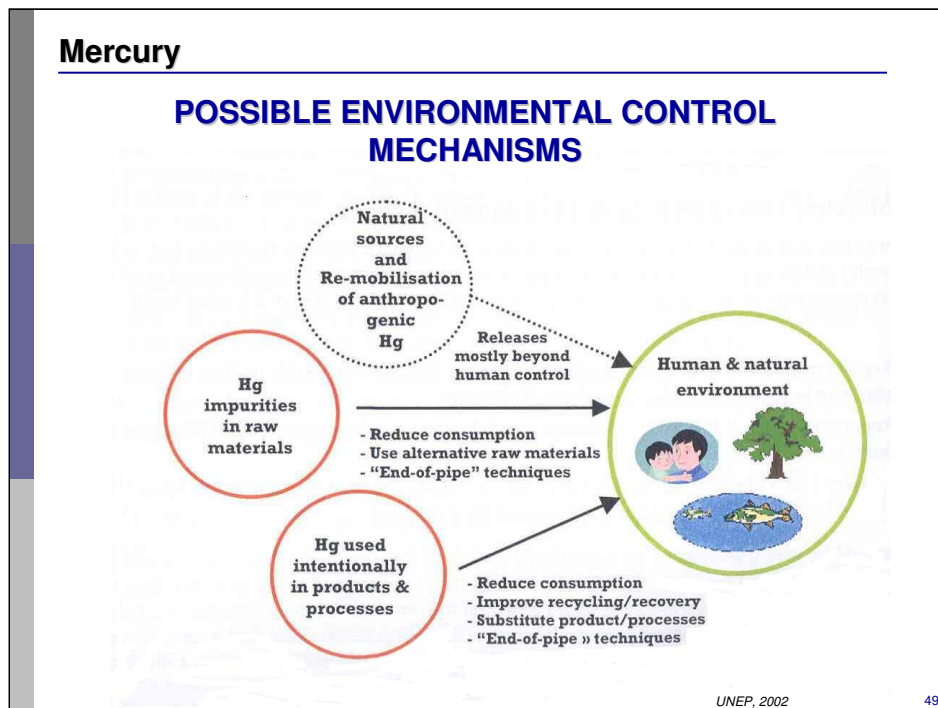 Mercury
POSSIBLE ENVIRONMENTAL CONTROL
MECHANISMS
Natural
sources
and
Re-mobilisation
of anthropo-
genic
Hg
Releases
mostly beyond
human control
Hg
impurities
in raw
materials
- Reduce consumption
- Use alternative raw materials
- “End-of-pipe” techniques
Human & natural
environment
Hg used
intentionally
in products &
processes
- Reduce consumption
- Improve recycling/recovery
- Substitute product/processes
- “End-of-pipe » techniques
UNEP, 2002
49